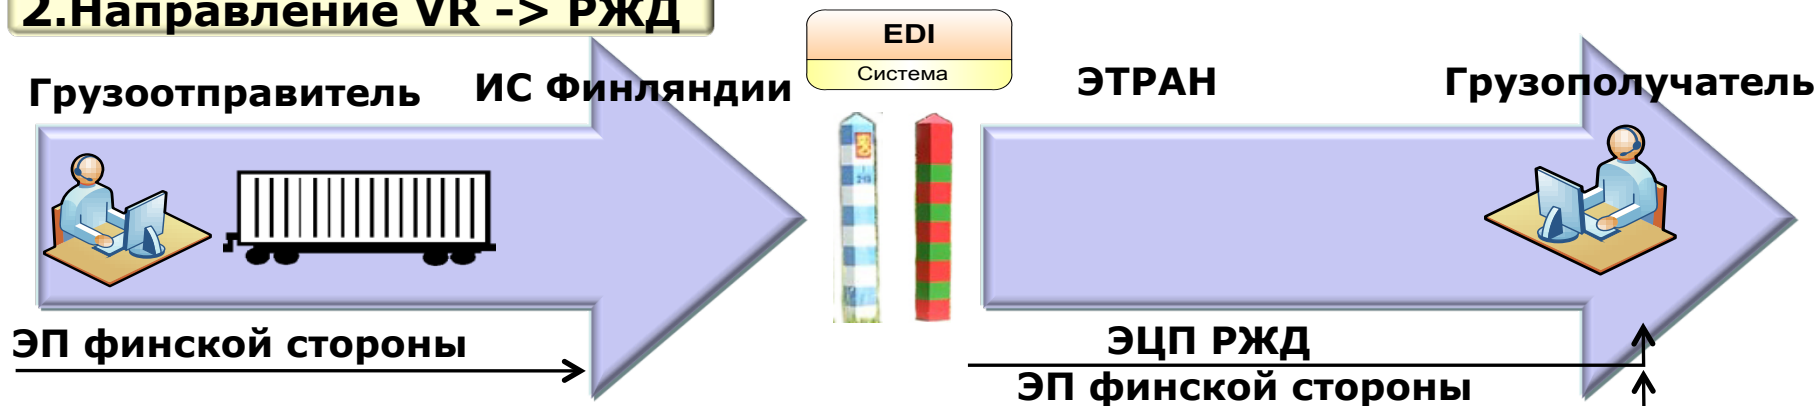 2.Направление VR -> РЖД
EDI
Система
Грузоотправитель
ИС Финляндии
ЭТРАН
Грузополучатель
ЭП финской стороны
ЭЦП РЖД
ЭП финской стороны